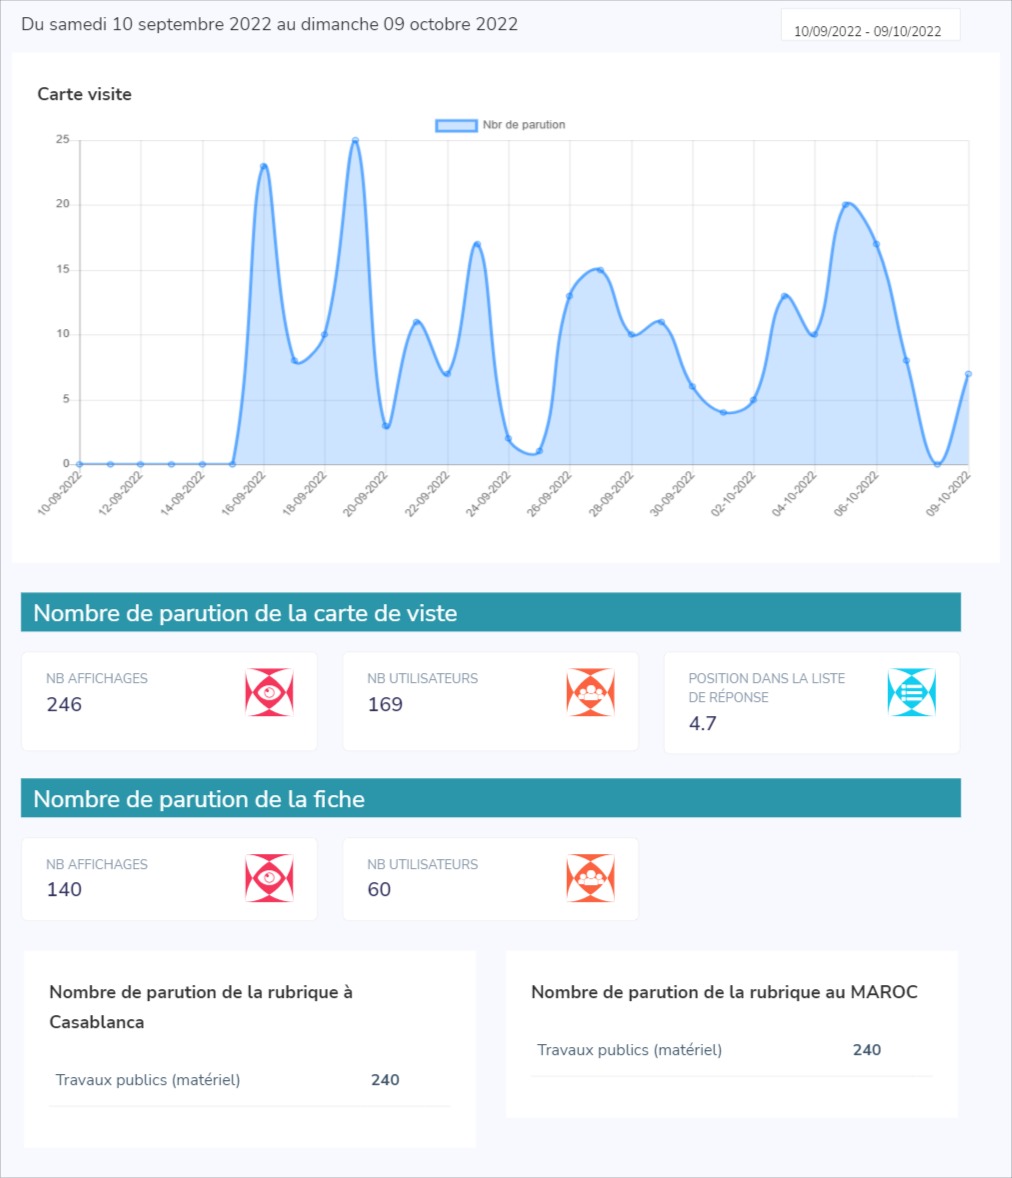 Du samedi 10 septembre 2022 au dimanche 09 octobre 2022
10/09/2022 - 09/10/2022
Carte visite
Nbr de parution
25
20
15
10
5
0
10-09-2022
12-09-2022
14-09-2022
16-09-2022
18-09-2022
20-09-2022
22-09-2022
24-09-2022
26-09-2022
28-09-2022
30-09-2022
02-10-2022
04-10-2022
06-10-2022
09-10-2022
Nombre de parution de la carte de viste
NB AFFICHAGES
246
NB UTILISATEURS
169
POSITION DANS LA LISTE
DE RÉPONSE
4.7
Nombre de parution de la fiche
NB AFFICHAGES
140
NB UTILISATEURS
60
Nombre de parution de la rubrique à
Casablanca
Travaux publics (matériel) 240
Nombre de parution de la rubrique au MAROC
Travaux publics (matériel) 240